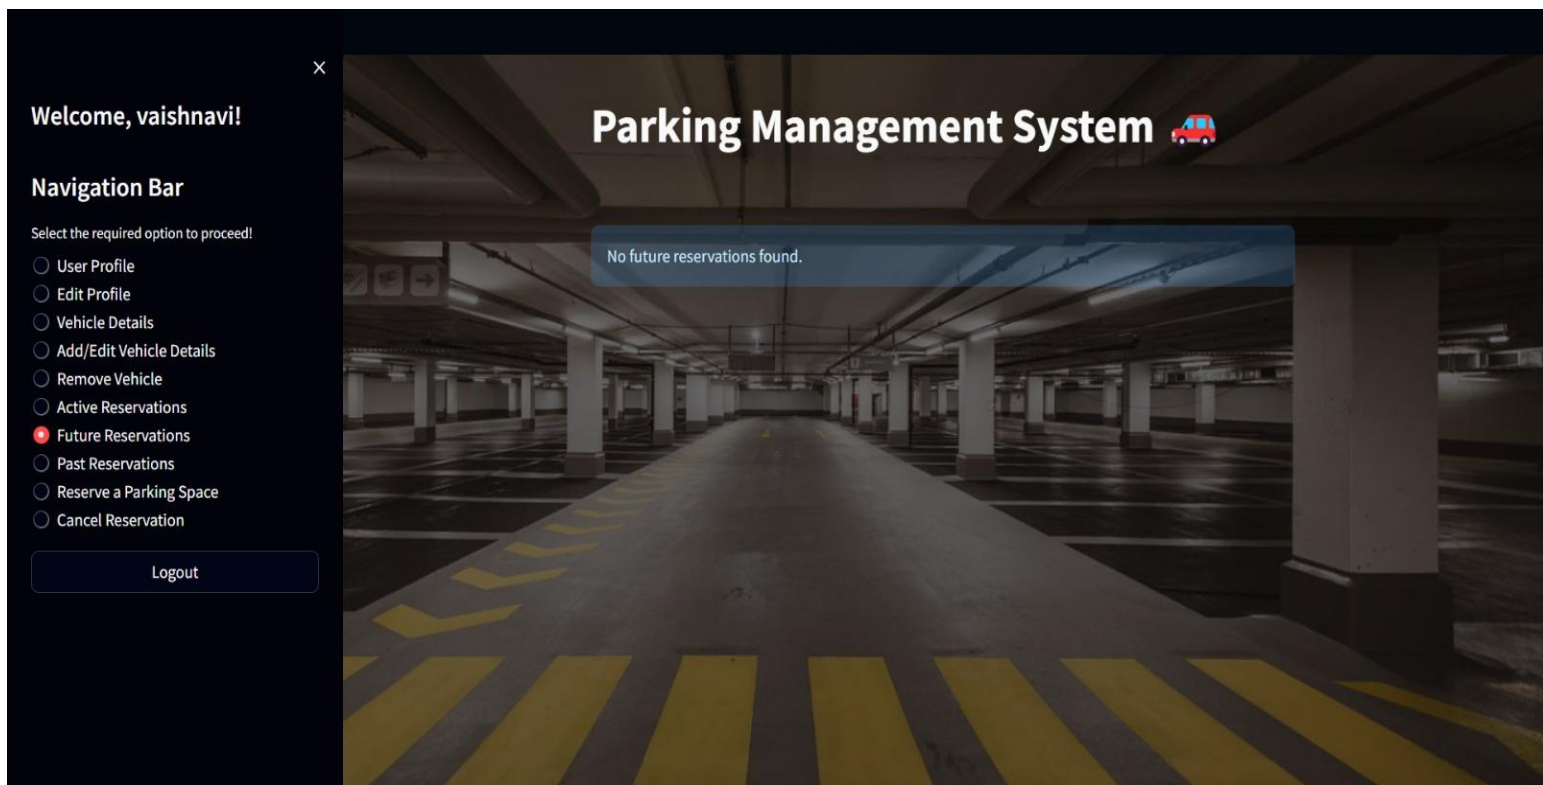 Welcome, vaishnavi!
Navigation Bar
Select the required option to proceed!
User Profile
Edit Profile
Vehicle Details
Add/Edit Vehicle Details
Remove Vehicle
Active Reservations
Future Reservations
Past Reservations
Reserve a Parking Space
Cancel Reservation
Logout
Parking Management System 🚗
No future reservations found.